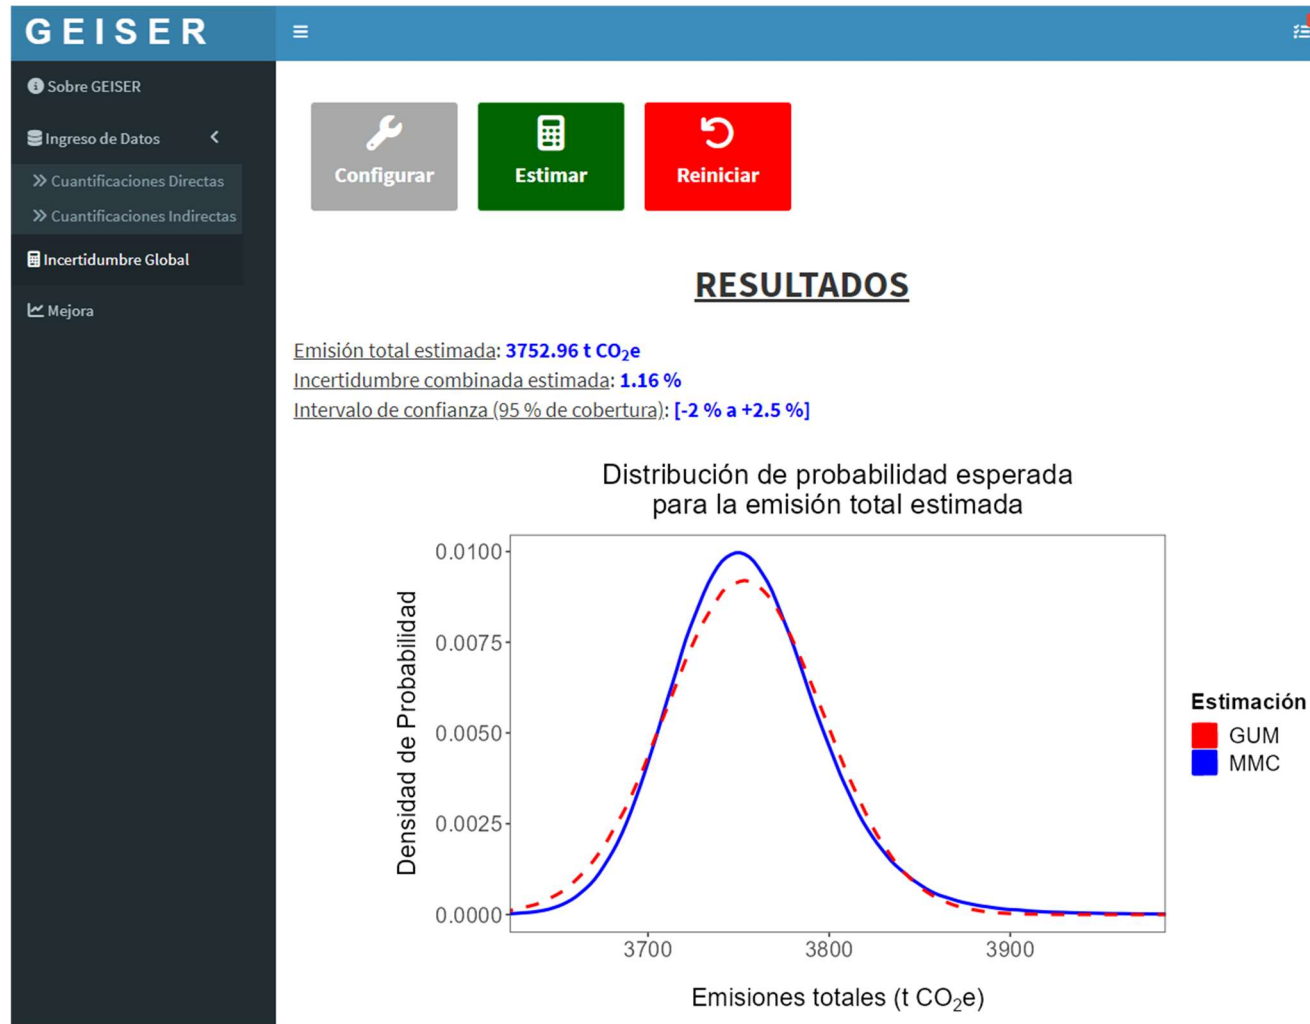 GEISER
Sobre GEISER
Ingreso de Datos
Cuantificaciones Directas
Cuantificaciones Indirectas
Incertidumbre Global
Mejora
Configurar
Estimar
Reiniciar
RESULTADOS
Emisión total estimada: 3752.96 t CO₂e
Incertidumbre combinada estimada: 1.16 %
Intervalo de confianza (95 % de cobertura): [-2 % a +2.5 %]
Distribución de probabilidad esperada
para la emisión total estimada
Densidad de Probabilidad
0.0100
0.0075
0.0050
0.0025
0.0000
3700 3800 3900
Emisiones totales (t CO₂e)
Estimación
GUM
MMC